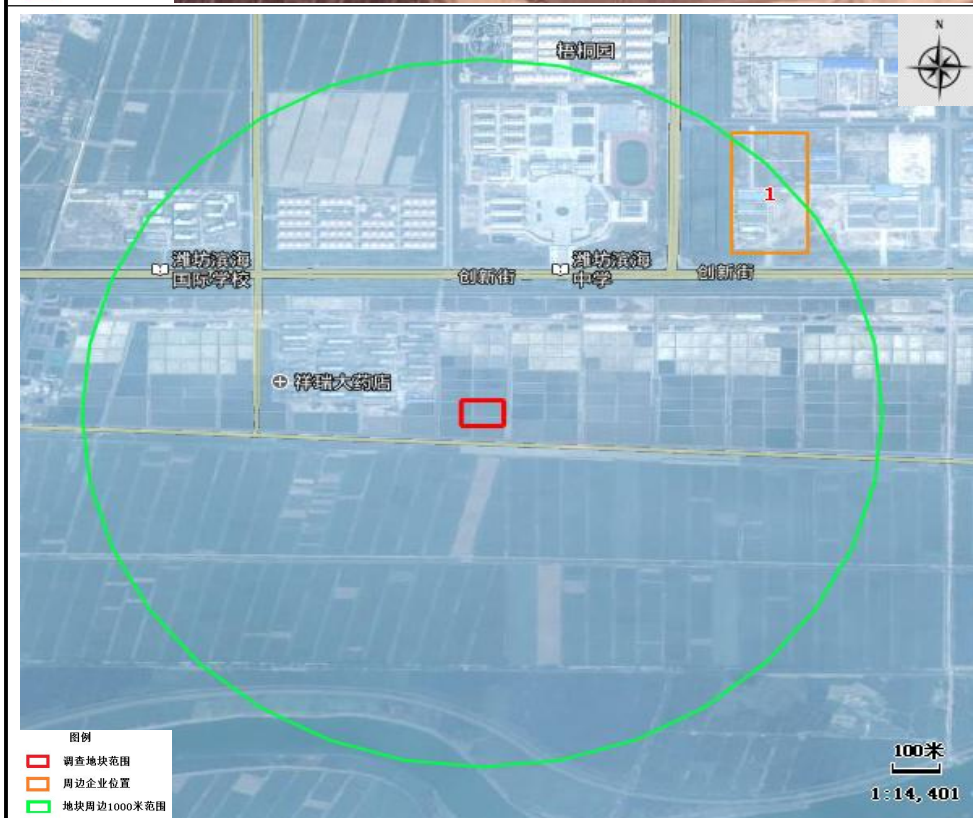 N
梧桐园
1
潍坊滨海
国际学校
创新街
潍坊滨海
中学
创新街
祥瑞大药店
图例
调查地块范围
周边企业位置
地块周边1000米范围
100米
1:14,401